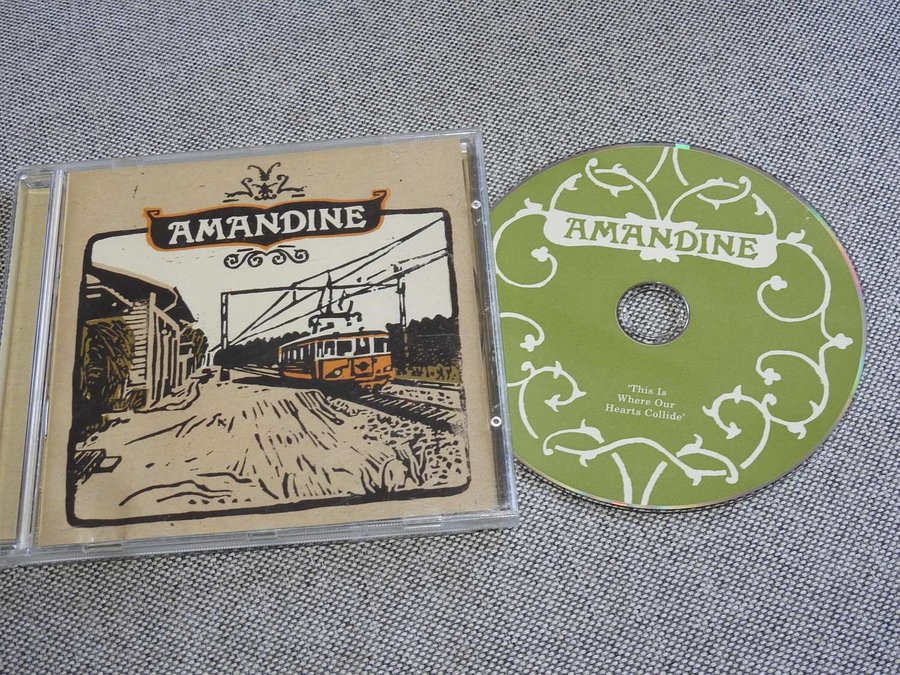 AMANDINE
AMANDINE
'This Is
Where Our
Hearts Collide'